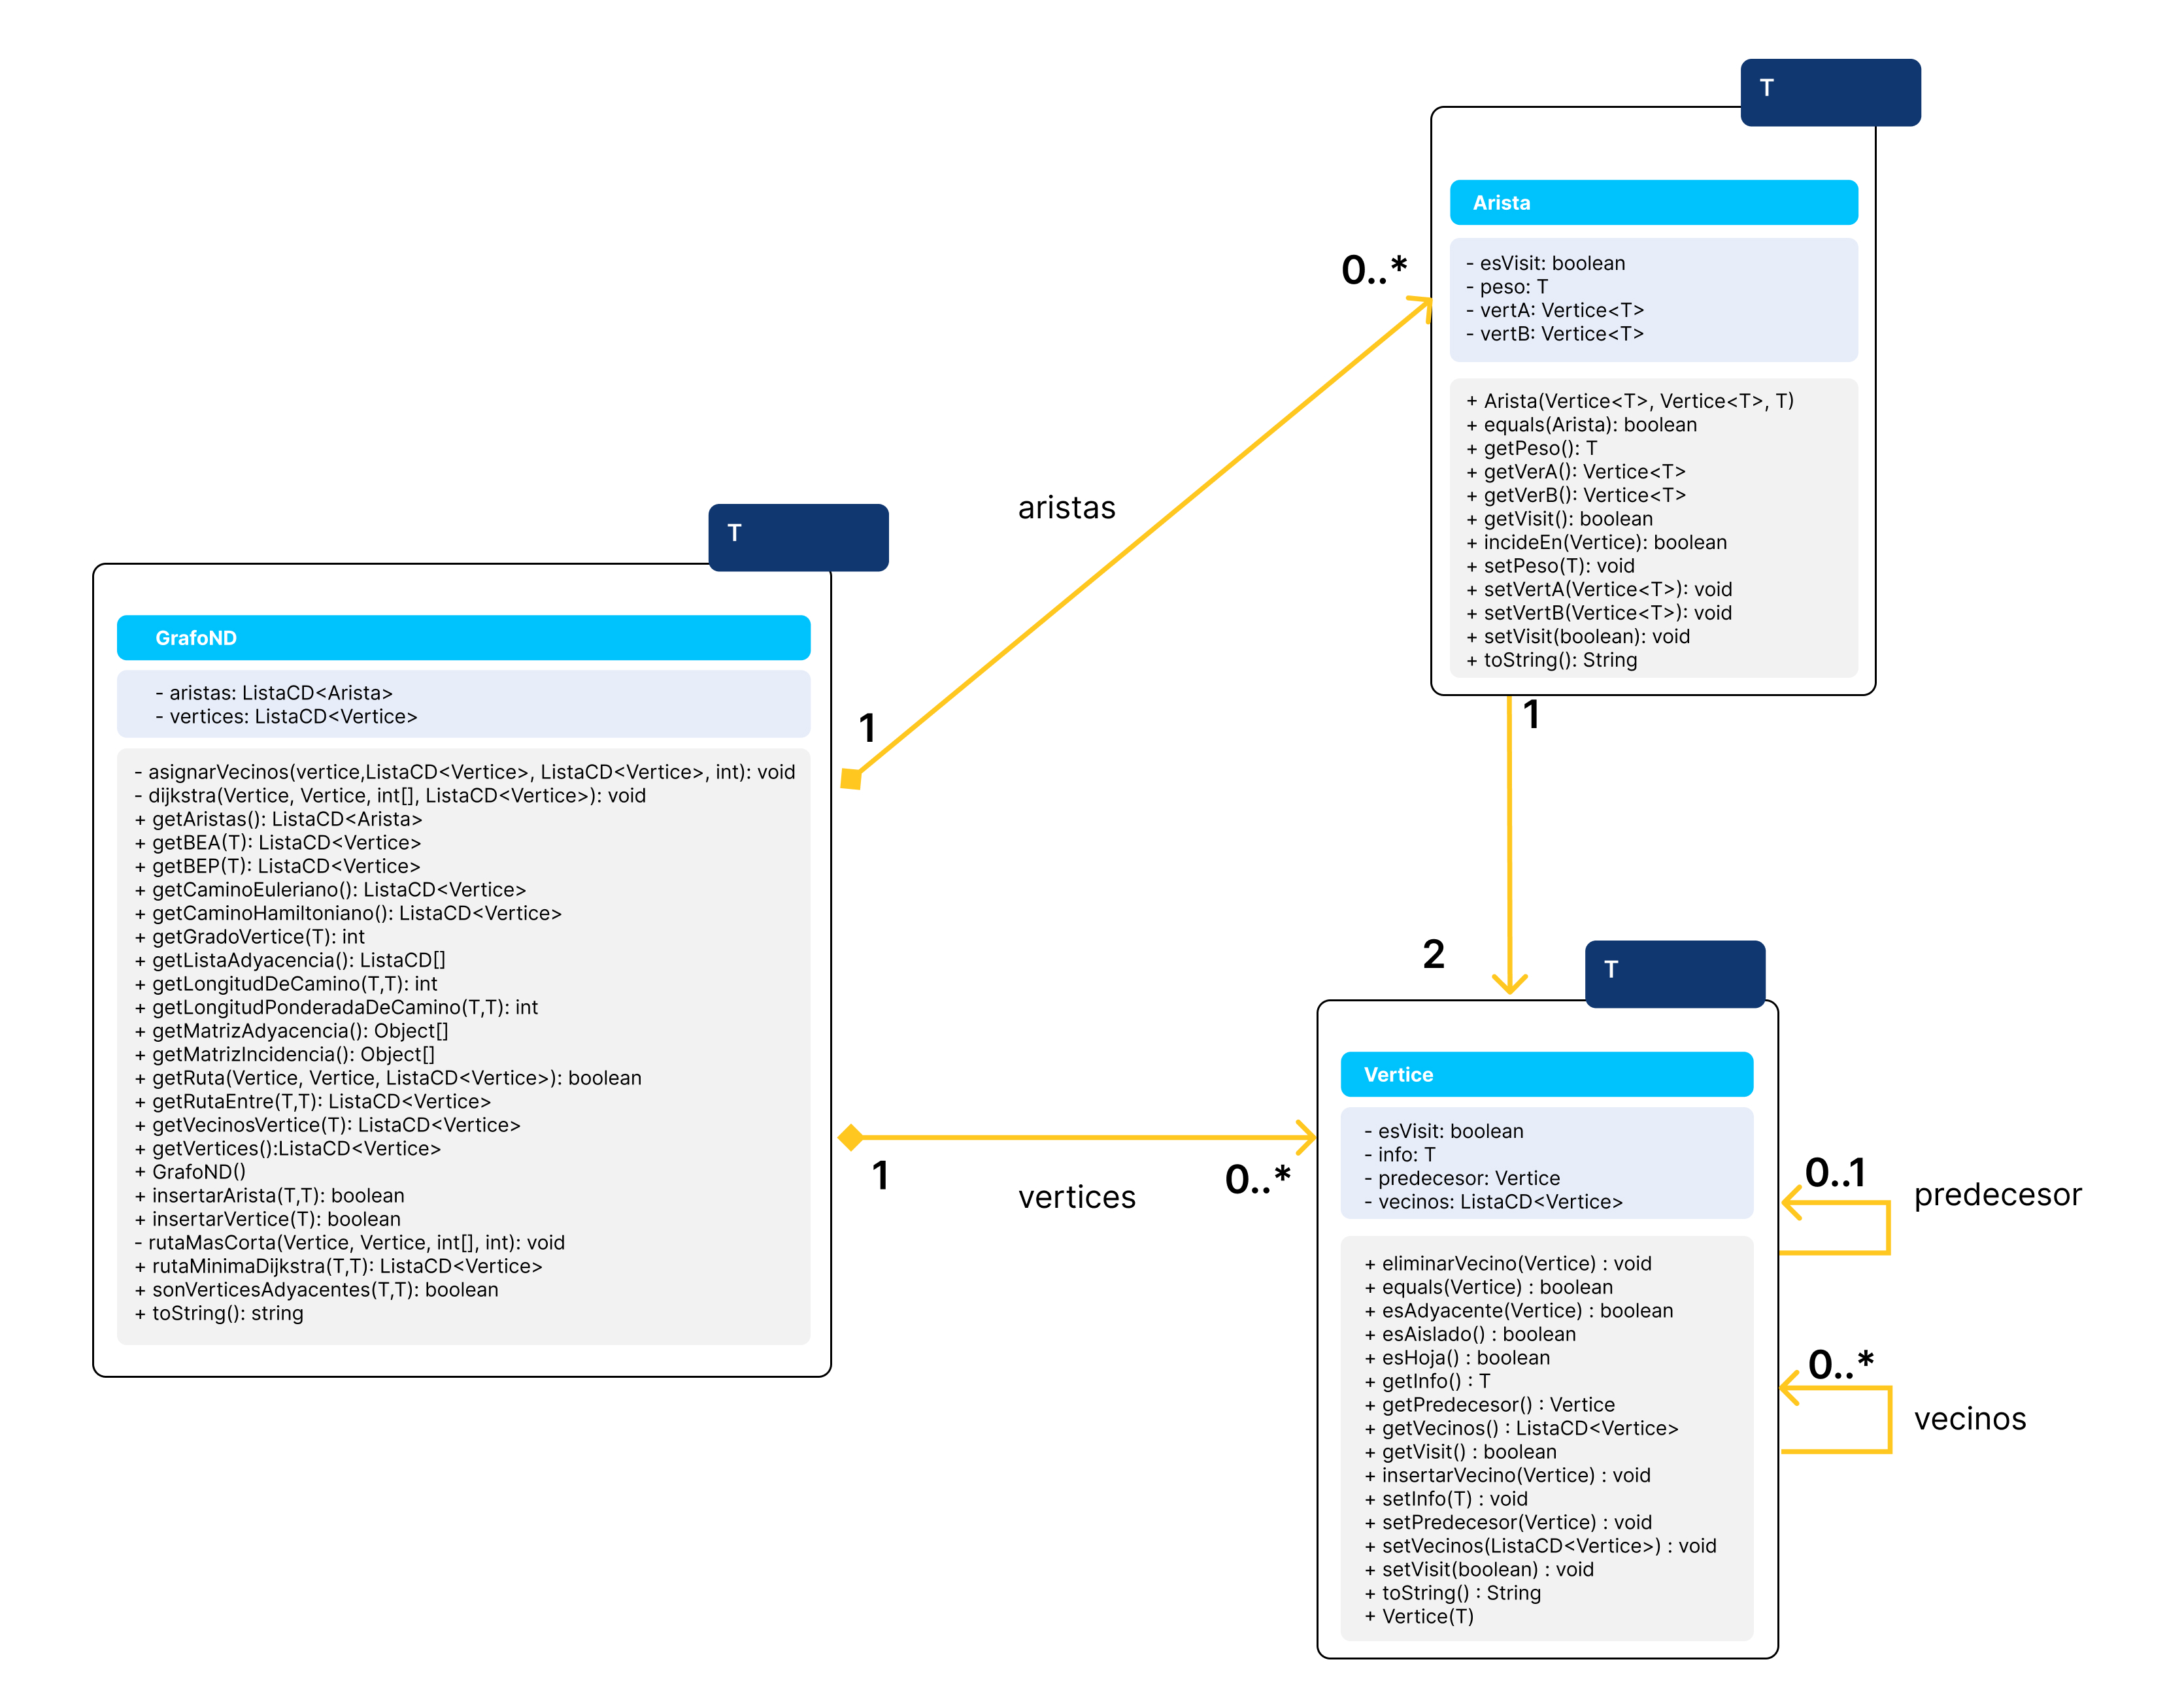 T
Arista
- esVisit: boolean
- peso: T
- vertA: Vertice<T>
- vertB: Vertice<T>
+ Arista(Vertice<T>, Vertice<T>, T)
+ equals(Arista): boolean
+ getPeso(): T
+ getVerA(): Vertice<T>
+ getVerB(): Vertice<T>
+ getVisit(): boolean
+ incideEn(Vertice): boolean
+ setPeso(T): void
+ setVertA(Vertice<T>): void
+ setVertB(Vertice<T>): void
+ setVisit(boolean): void
+ toString(): String
0..*
aristas
1
T
GrafoND
- aristas: ListaCD<Arista>
- vertices: ListaCD<Vertice>
- asignarVecinos(vertice,ListaCD<Vertice>, ListaCD<Vertice>, int): void
- dijkstra(Vertice, Vertice, int[], ListaCD<Vertice>): void
+ getAristas(): ListaCD<Arista>
+ getBEA(T): ListaCD<Vertice>
+ getBEP(T): ListaCD<Vertice>
+ getCaminoEuleriano(): ListaCD<Vertice>
+ getCaminoHamiltoniano(): ListaCD<Vertice>
+ getGradoVertice(T): int
+ getListaAdyacencia(): ListaCD[]
+ getLongitudDeCamino(T,T): int
+ getLongitudPonderadaDeCamino(T,T): int
+ getMatrizAdyacencia(): Object[]
+ getMatrizIncidencia(): Object[]
+ getRuta(Vertice, Vertice, ListaCD<Vertice>): boolean
+ getRutaEntre(T,T): ListaCD<Vertice>
+ getVecinosVertice(T): ListaCD<Vertice>
+ getVertices():ListaCD<Vertice>
+ GrafoND()
+ insertarArista(T,T): boolean
+ insertarVertice(T): boolean
- rutaMasCorta(Vertice, Vertice, int[], int): void
+ rutaMinimaDijkstra(T,T): ListaCD<Vertice>
+ sonVerticesAdyacentes(T,T): boolean
+ toString(): string
1
vertices
0..*
1
2
T
Vertice
- esVisit: boolean
- info: T
- predecesor: Vertice
- vecinos: ListaCD<Vertice>
+ eliminarVecino(Vertice) : void
+ equals(Vertice) : boolean
+ esAdyacente(Vertice) : boolean
+ esAislado() : boolean
+ esHoja() : boolean
+ getInfo() : T
+ getPredecesor() : Vertice
+ getVecinos() : ListaCD<Vertice>
+ getVisit() : boolean
+ insertarVecino(Vertice) : void
+ setInfo(T) : void
+ setPredecesor(Vertice) : void
+ setVecinos(ListaCD<Vertice>) : void
+ setVisit(boolean) : void
+ toString() : String
+ Vertice(T)
0..1
predecesor
0..*
vecinos